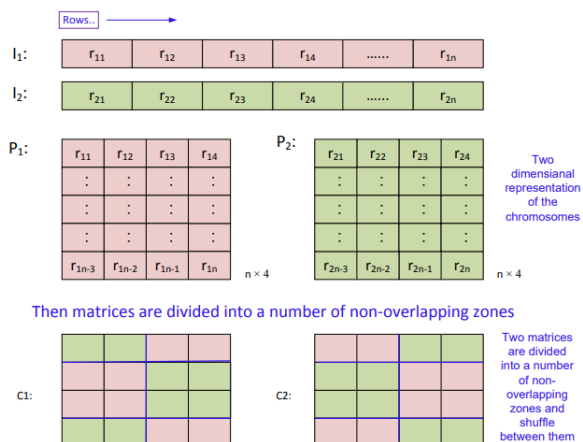 Rows..
I1: r11 r12 r13 r14 ...... r1n
I2: r21 r22 r23 r24 ...... r2n
P1: r11 r12 r13 r14
: : : :
: : : :
: : : :
r1n-3 r1n-2 r1n-1 r1n
n × 4
P2: r21 r22 r23 r24
: : : :
: : : :
: : : :
r2n-3 r2n-2 r2n-1 r2n
n × 4
Two
dimensianal
representation
of the
chromosomes
Then matrices are divided into a number of non-overlapping zones
C1:
C2:
Two matrices
are divided
into a number
of non-
overlapping
zones and
shuffle
between them